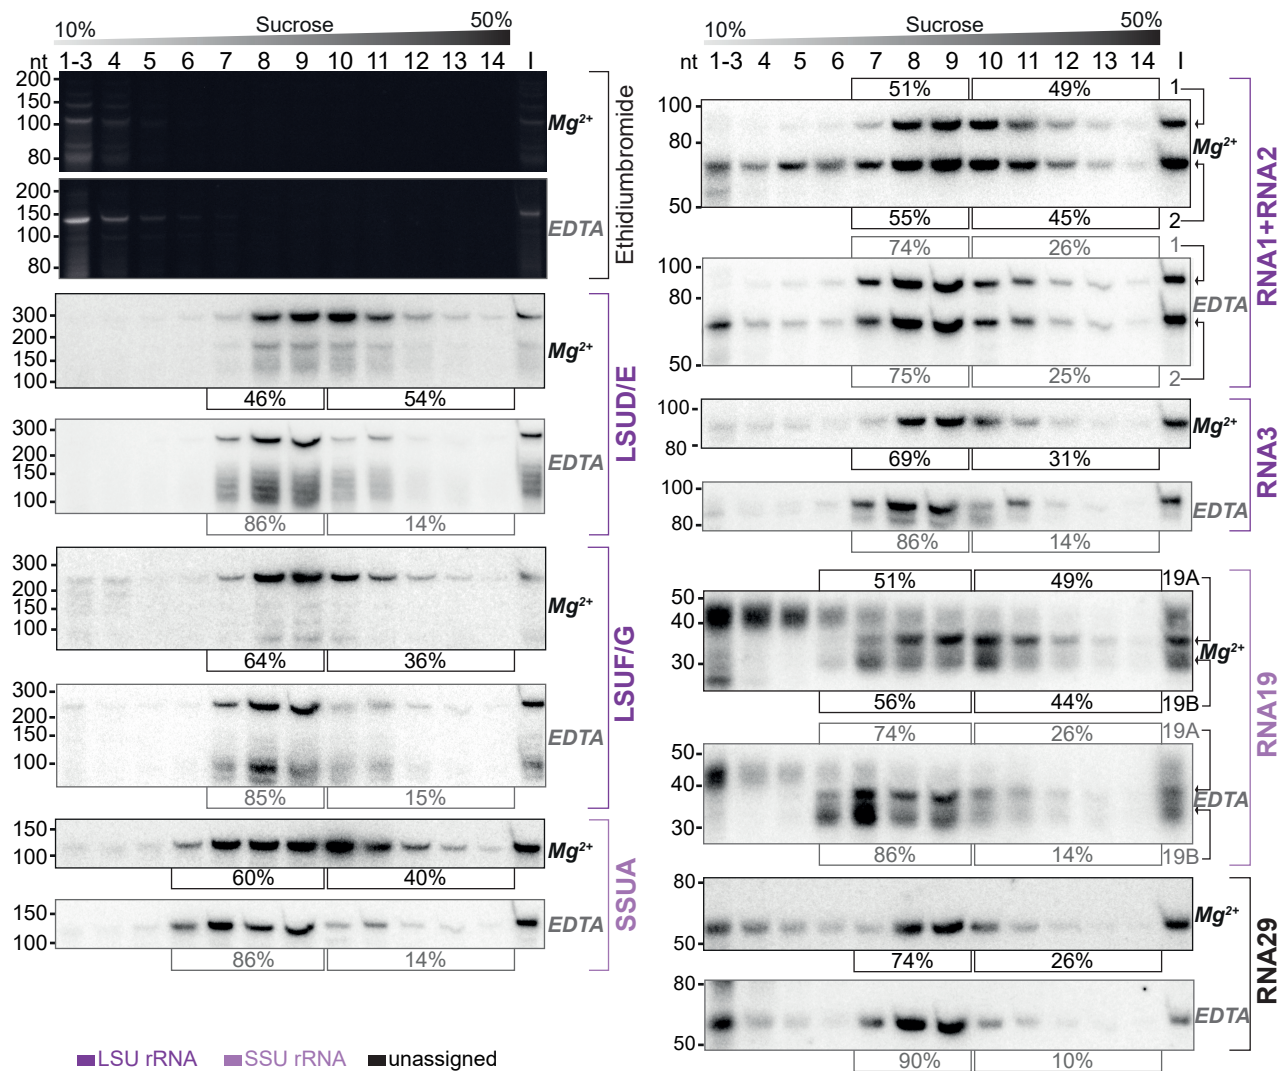 10% Sucrose 50%
nt 1-3 4 5 6 7 8 9 10 11 12 13 14 I
200
150
100
80
Mg2+
200
150
100
80
EDTA
Ethidiumbromide
300
200
150
100
Mg2+
46% 54%
300
200
150
100
EDTA
86% 14%
LSUD/E
300
200
150
100
Mg2+
64% 36%
300
200
150
100
EDTA
85% 15%
LSUF/G
150
100
Mg2+
60% 40%
150
100
EDTA
86% 14%
SSUA
LSU rRNA SSU rRNA unassigned
10% Sucrose 50%
nt 1-3 4 5 6 7 8 9 10 11 12 13 14 I
51% 49% 1
100
80
50
Mg2+
55% 45% 2
74% 26% 1
100
80
50
EDTA
75% 25% 2
RNA1+RNA2
100
80
Mg2+
69% 31%
100
80
EDTA
86% 14%
RNA3
51% 49% 19A
50
40
30
Mg2+
56% 44% 19B
74% 26% 19A
50
40
30
EDTA
86% 14% 19B
RNA19
80
50
Mg2+
74% 26%
80
50
EDTA
90% 10%
RNA29